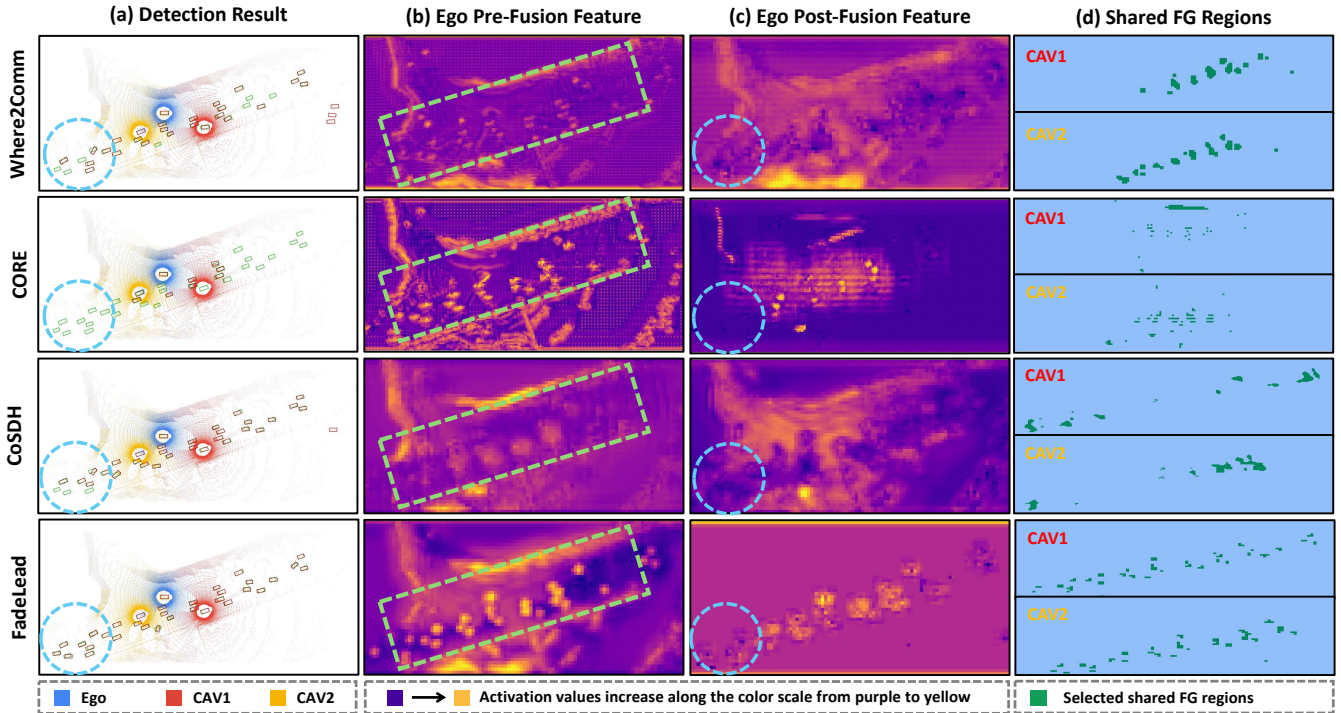 (a) Detection Result
(b) Ego Pre-Fusion Feature
(c) Ego Post-Fusion Feature
(d) Shared FG Regions
Where2Comm
CAV1
CAV2
CORE
CAV1
CAV2
CoSDH
CAV1
CAV2
FadeLead
CAV1
CAV2
Ego
CAV1
CAV2
Activation values increase along the color scale from purple to yellow
Selected shared FG regions